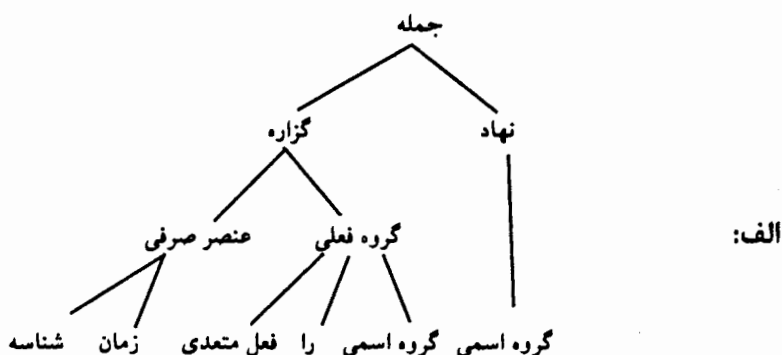 جمله
نهاد گزاره
الف: گروه فعلی عنصر صرفی
گروه اسمی گروه اسمی را فعل متعدی زمان شناسه